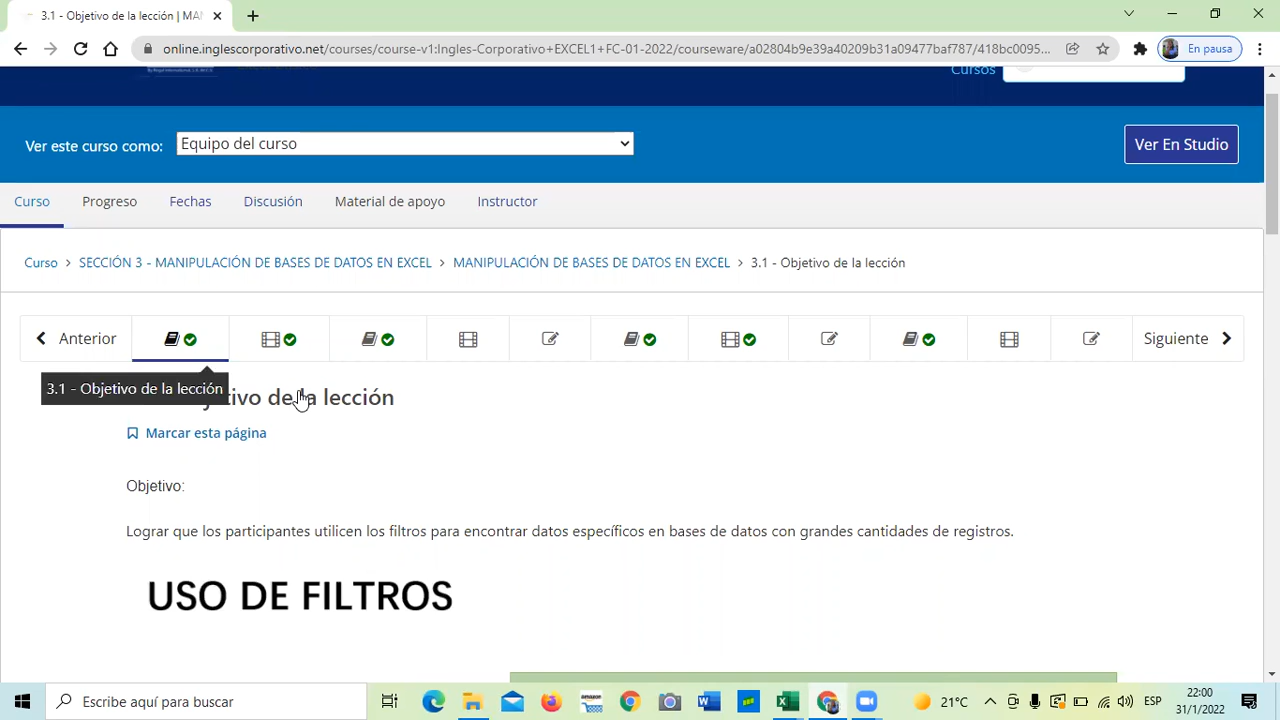 3.1 - Objetivo de la lección | MAN
online.inglescorporativo.net/courses/course-v1:Ingles-Corporativo+EXCEL1+FC-01-2022/courseware/a02804b9e39a40209b31a09477baf787/418bc0095...
En pausa
Cursos
Ver este curso como:
Equipo del curso
Ver En Studio
Curso
Progreso
Fechas
Discusión
Material de apoyo
Instructor
Curso > SECCIÓN 3 - MANIPULACIÓN DE BASES DE DATOS EN EXCEL > MANIPULACIÓN DE BASES DE DATOS EN EXCEL > 3.1 - Objetivo de la lección
Anterior
Siguiente
3.1 - Objetivo de la lección
de la lección
Marcar esta página
Objetivo:
Lograr que los participantes utilicen los filtros para encontrar datos específicos en bases de datos con grandes cantidades de registros.
USO DE FILTROS
Escribe aquí para buscar
amazon
21°C
ESP
22:00
31/1/2022